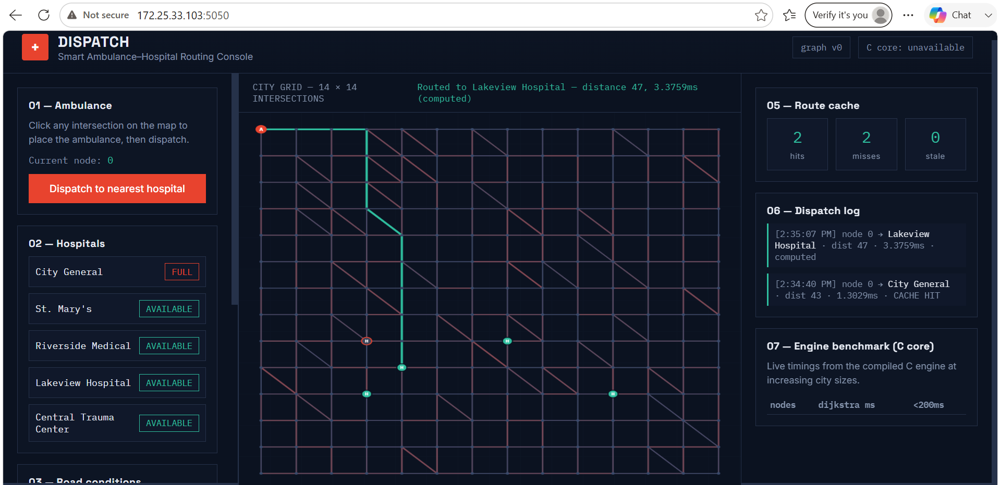 Not secure
172.25.33.103:5050
Verify it's you
Chat
+
DISPATCH
Smart Ambulance–Hospital Routing Console
graph v0
C core: unavailable
01 — Ambulance
Click any intersection on the map to
place the ambulance, then dispatch.
Current node: 0
Dispatch to nearest hospital
02 — Hospitals
City General
FULL
St. Mary's
AVAILABLE
Riverside Medical
AVAILABLE
Lakeview Hospital
AVAILABLE
Central Trauma
Center
AVAILABLE
03 — Road conditions
CITY GRID — 14 × 14
INTERSECTIONS
Routed to Lakeview Hospital — distance 47, 3.3759ms
(computed)
A
H
H
H
H
H
05 — Route cache
2
hits
2
misses
0
stale
06 — Dispatch log
[2:35:07 PM] node 0 → Lakeview
Hospital · dist 47 · 3.3759ms ·
computed
[2:34:40 PM] node 0 → City General
· dist 43 · 1.3029ms · CACHE HIT
07 — Engine benchmark (C core)
Live timings from the compiled C engine at
increasing city sizes.
nodes dijkstra ms <200ms